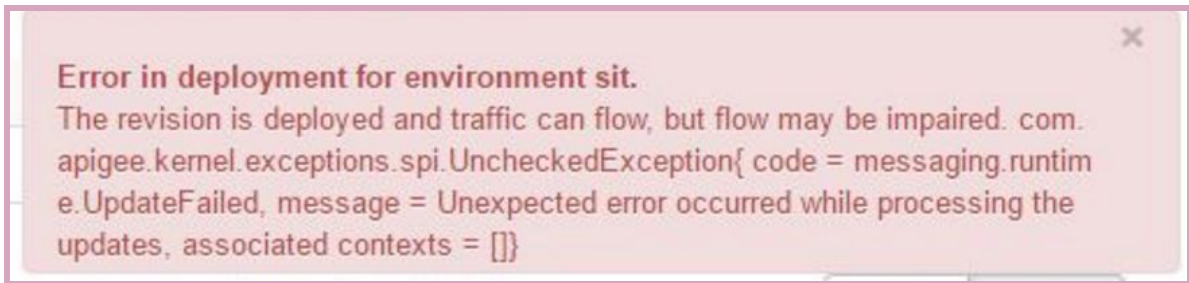 ×
Error in deployment for environment sit.
The revision is deployed and traffic can flow, but flow may be impaired. com.
apigee.kernel.exceptions.spi.UncheckedException{ code = messaging.runtim
e.UpdateFailed, message = Unexpected error occurred while processing the
updates, associated contexts = []}